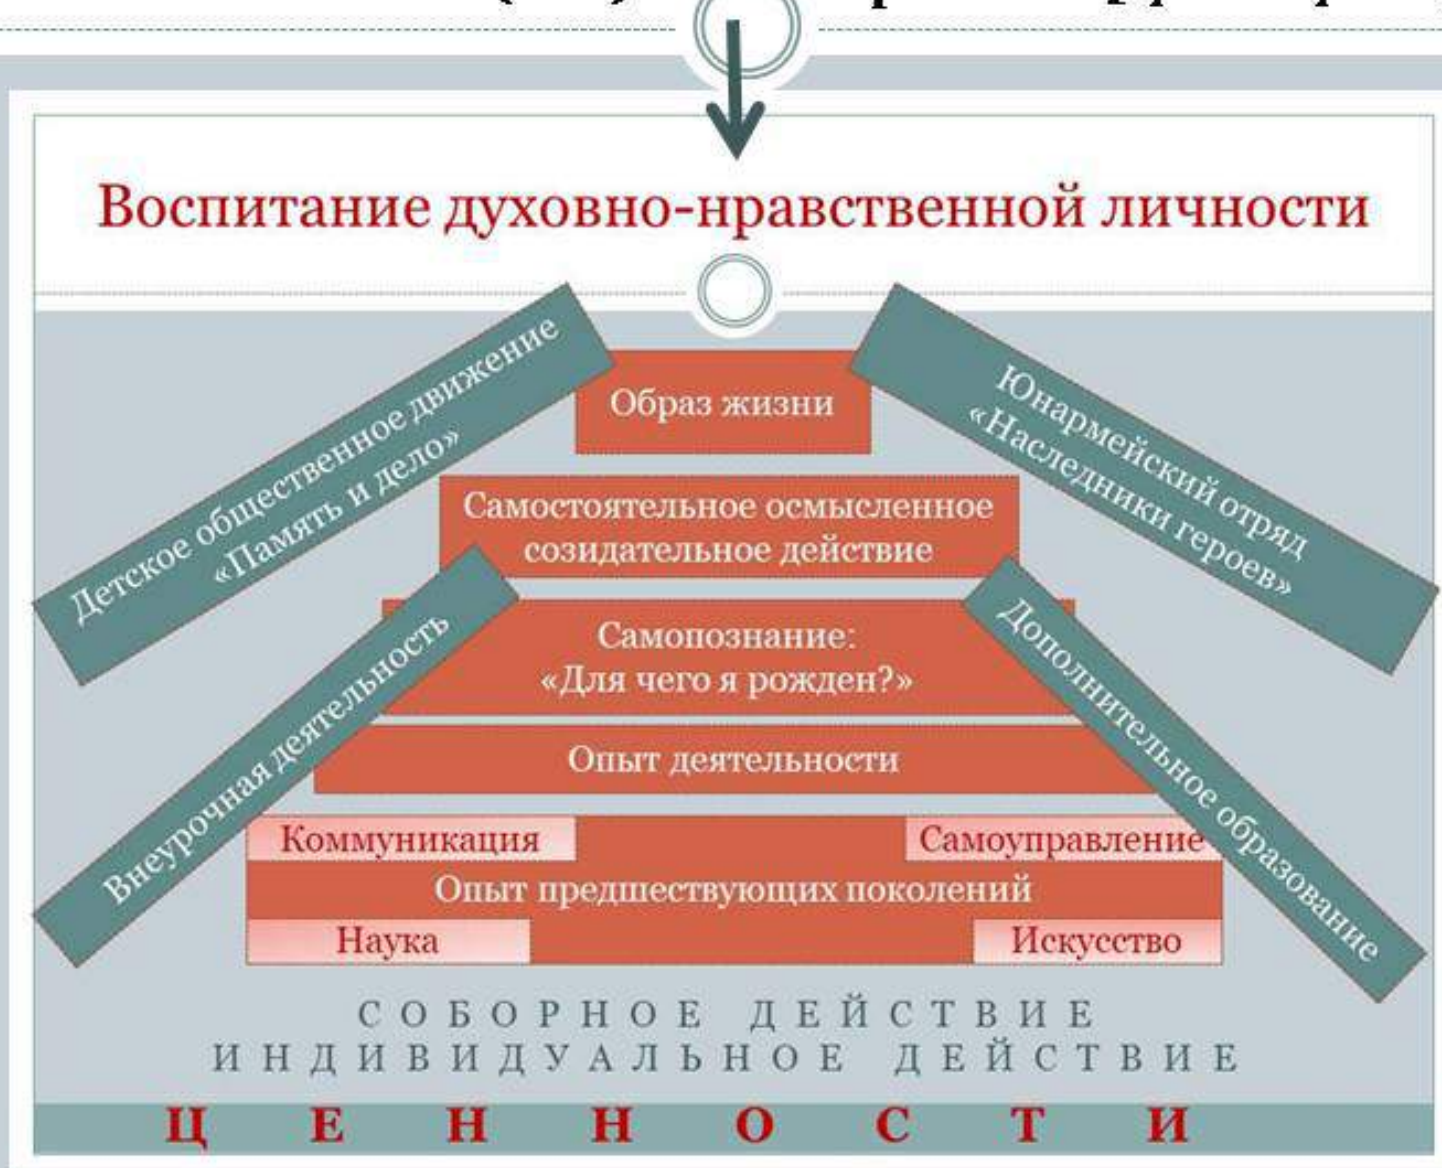 Воспитание духовно-нравственной личности
Детское общественное движение
«Память и дело»
Юнармейский отряд
«Наследники героев»
Образ жизни
Самостоятельное осмысленное
созидательное действие
Внеурочная деятельность
Дополнительное образование
Самопознание:
«Для чего я рожден?»
Опыт деятельности
Коммуникация
Самоуправление
Опыт предшествующих поколений
Наука
Искусство
СОБОРНОЕ ДЕЙСТВИЕ
ИНДИВИДУАЛЬНОЕ ДЕЙСТВИЕ
ЦЕННОСТИ